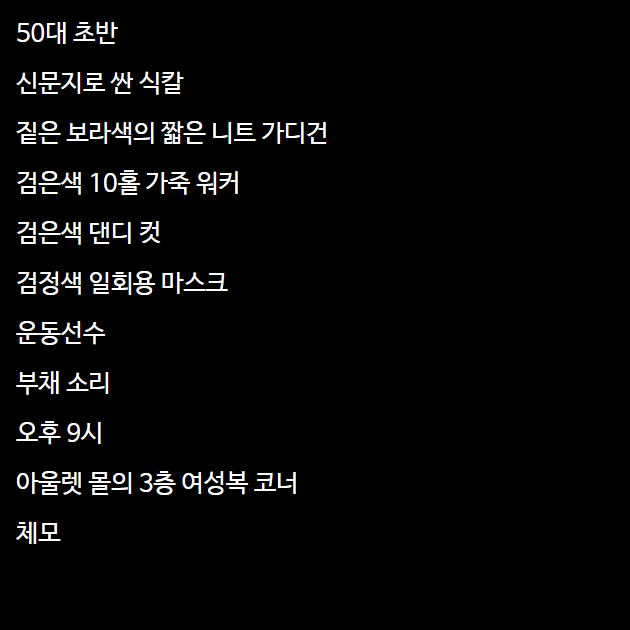 50대 초반
신문지로 싼 식칼
짙은 보라색의 짧은 니트 가디건
검은색 10홀 가죽 워커
검은색 댄디 컷
검정색 일회용 마스크
운동선수
부채 소리
오후 9시
아울렛 몰의 3층 여성복 코너
체모